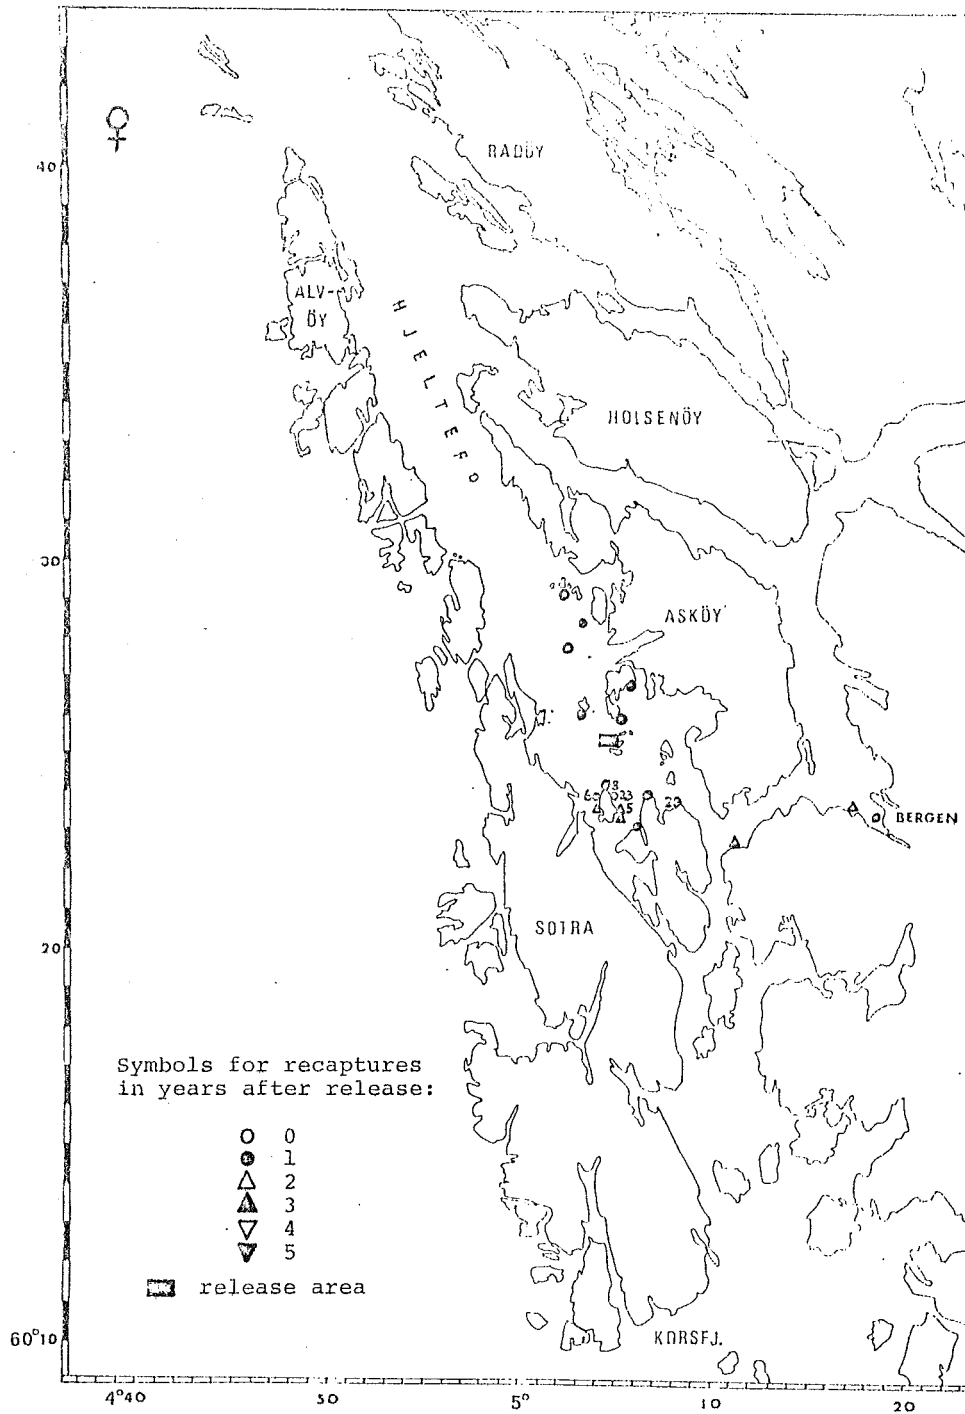 ♀
RADÖY
40
ALV-
ÖY
HJELTEFJ
HOLSENÖY
30
ASKÖY
BERGEN
SOTRA
20
Symbols for recaptures
in years after release:
○ 0
● 1
△ 2
▲ 3
▽ 4
▼ 5
release area
60°10
KORSFJ.
4°40
50
5°
10
20